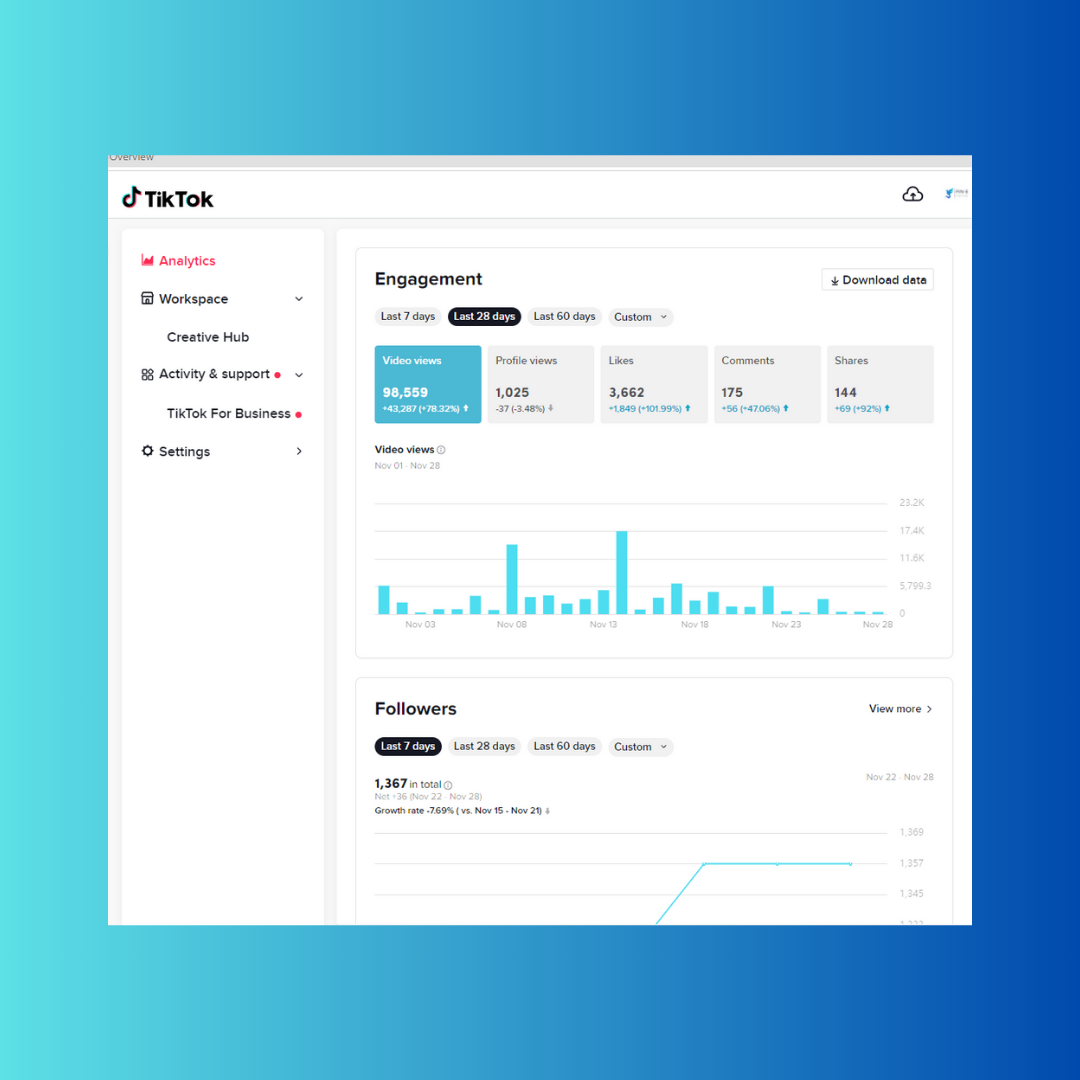 Overview
TikTok
Analytics
Workspace
Creative Hub
Activity & support
TikTok For Business
Settings
Engagement
Download data
Last 7 days Last 28 days Last 60 days Custom
Video views Profile views Likes Comments Shares
98,559 1,025 3,662 175 144
+43,287 (+78.32%) -37 (-3.48%) +1,849 (+101.99%) +56 (+47.06%) +69 (+92%)
Video views
Nov 01 - Nov 28
23.2K
17.4K
11.6K
5,799.3
0
Nov 03 Nov 08 Nov 13 Nov 18 Nov 23 Nov 28
Followers
View more
Last 7 days Last 28 days Last 60 days Custom
1,367 in total
Nov 22 - Nov 28
Net +36 (Nov 22 - Nov 28)
Growth rate -7.69% ( vs. Nov 15 - Nov 21)
1,369
1,357
1,345